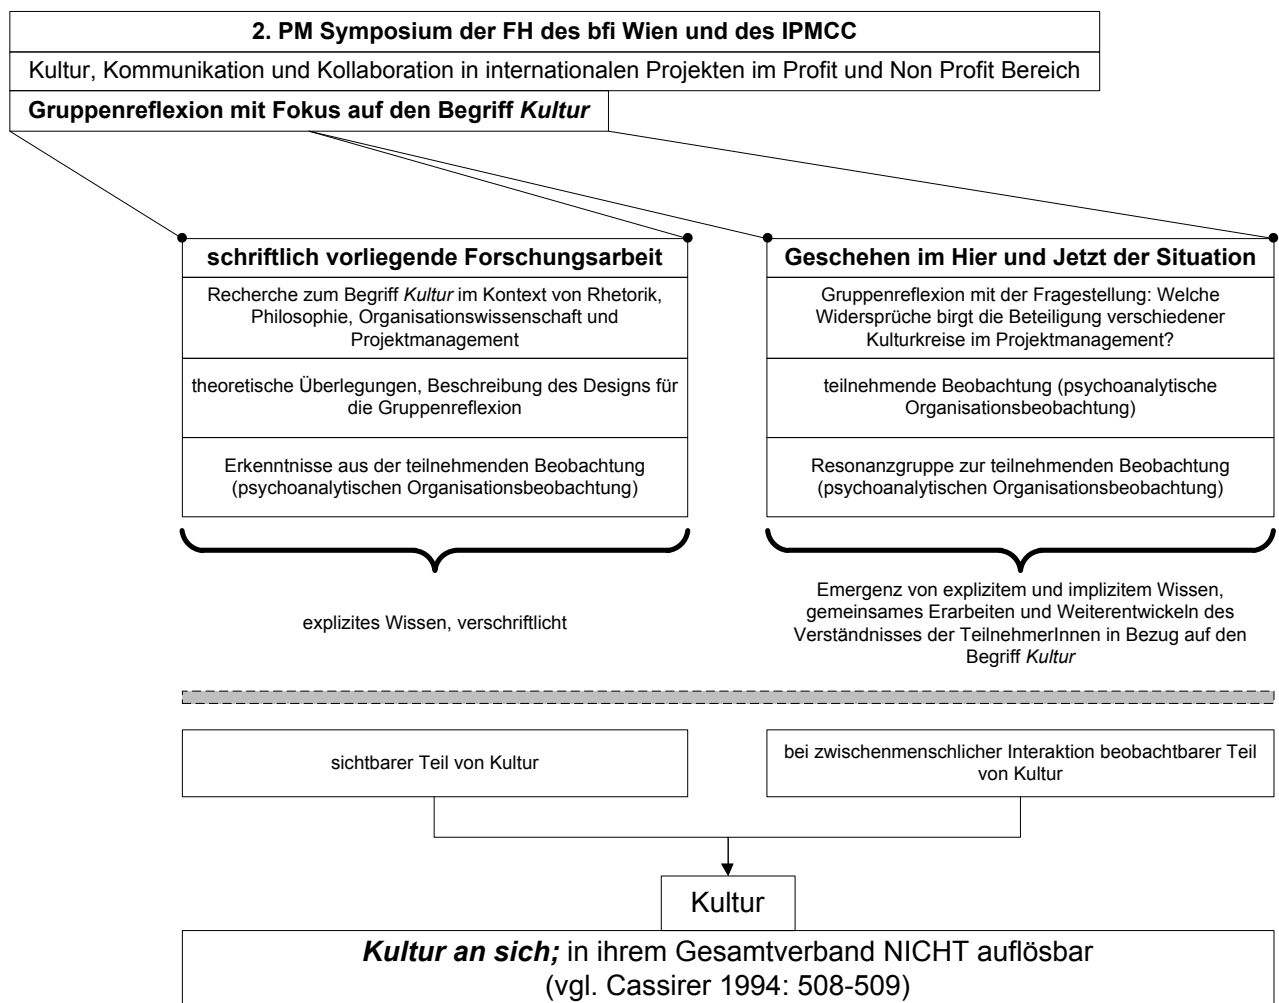 2. PM Symposium der FH des bfi Wien und des IPMCC
Kultur, Kommunikation und Kollaboration in internationalen Projekten im Profit und Non Profit Bereich
Gruppenreflexion mit Fokus auf den Begriff Kultur
schriftlich vorliegende Forschungsarbeit
Recherche zum Begriff Kultur im Kontext von Rhetorik,
Philosophie, Organisationswissenschaft und
Projektmanagement
theoretische Überlegungen, Beschreibung des Designs für
die Gruppenreflexion
Erkenntnisse aus der teilnehmenden Beobachtung
(psychoanalytischen Organisationsbeobachtung)
explizites Wissen, verschriftlicht
Geschehen im Hier und Jetzt der Situation
Gruppenreflexion mit der Fragestellung: Welche
Widersprüche birgt die Beteiligung verschiedener
Kulturkreise im Projektmanagement?
teilnehmende Beobachtung (psychoanalytische
Organisationsbeobachtung)
Resonanzgruppe zur teilnehmenden Beobachtung
(psychoanalytischen Organisationsbeobachtung)
Emergenz von explizitem und implizitem Wissen,
gemeinsames Erarbeiten und Weiterentwickeln des
Verständnisses der TeilnehmerInnen in Bezug auf den
Begriff Kultur
sichtbarer Teil von Kultur
bei zwischenmenschlicher Interaktion beobachtbarer Teil
von Kultur
Kultur
Kultur an sich; in ihrem Gesamtverband NICHT auflösbar
(vgl. Cassirer 1994: 508-509)